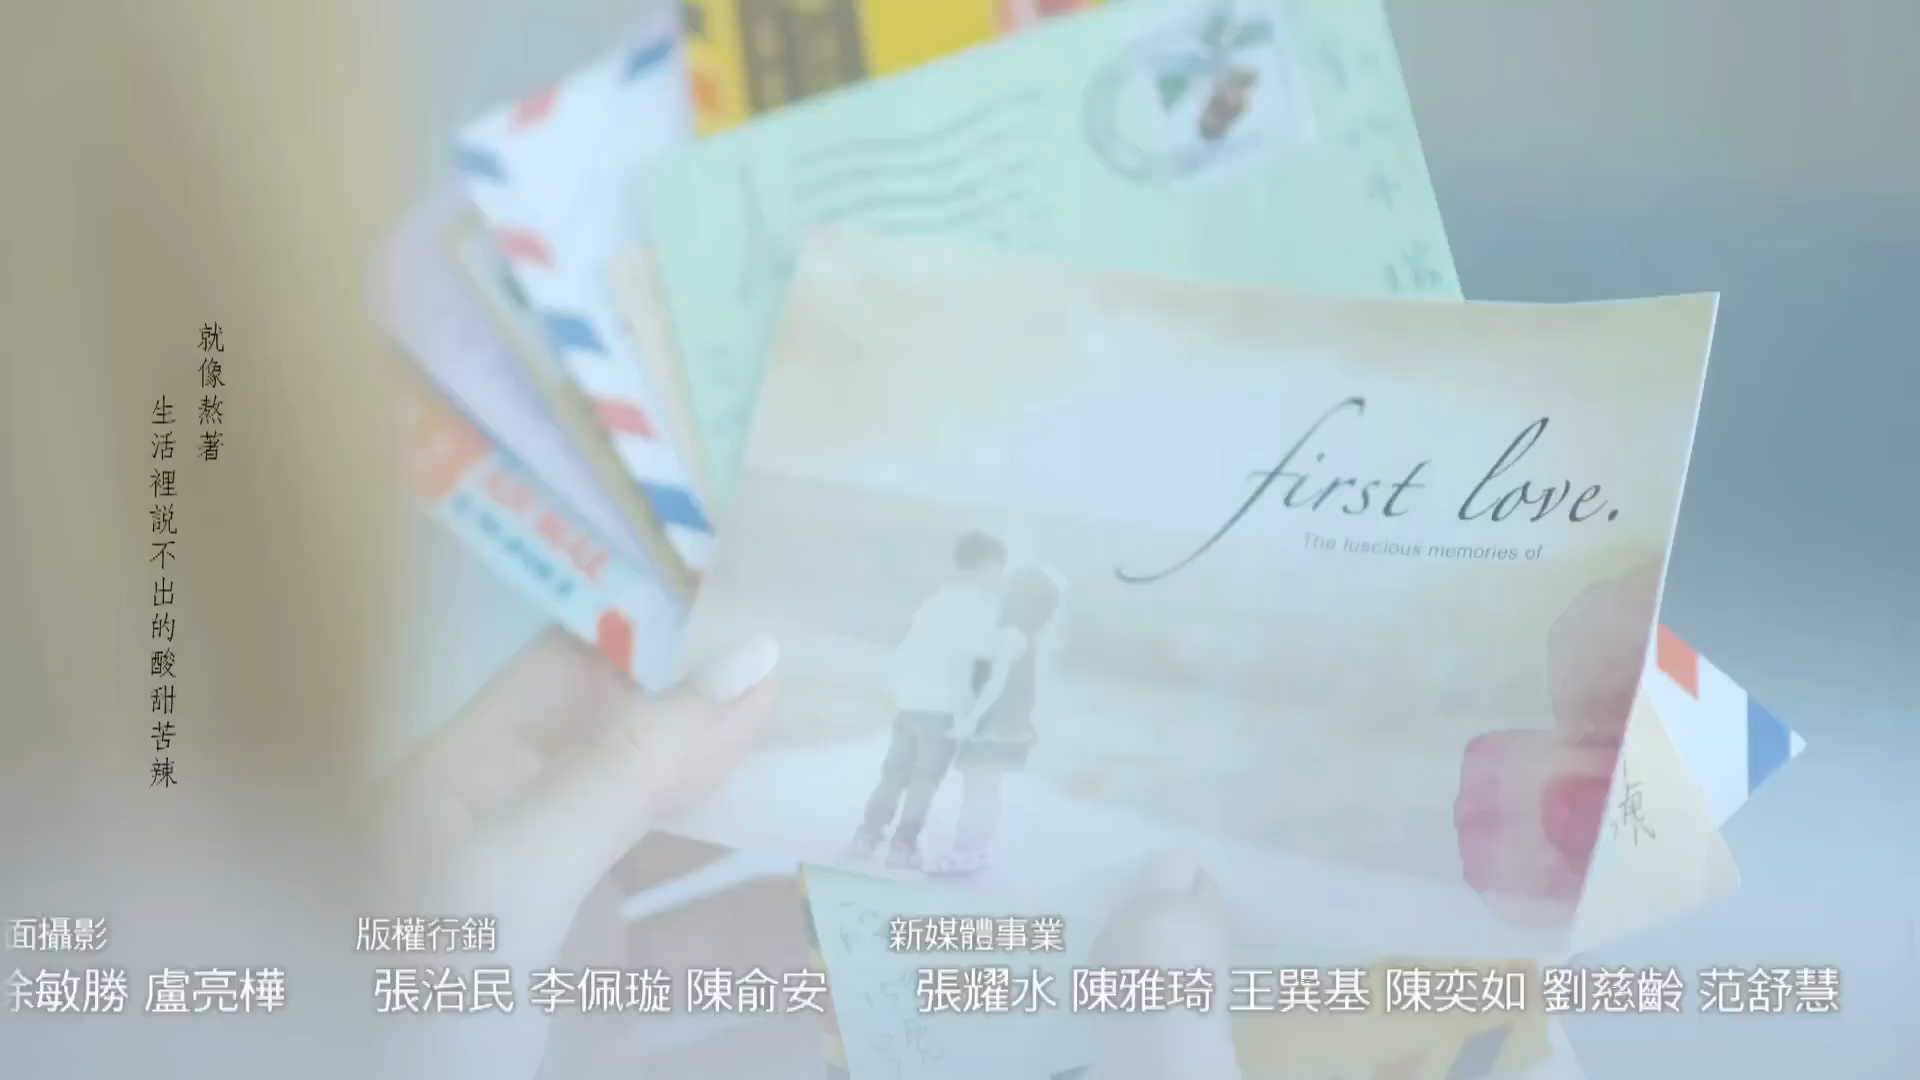 就像熬著
生活裡說不出的酸甜苦辣
first love.
The luscious memories of
面攝影
敏勝 盧亮樺
版權行銷
張治民 李佩璇 陳俞安
新媒體事業
張耀水 陳雅琦 王巽基 陳奕如 劉慈齡 范舒慧